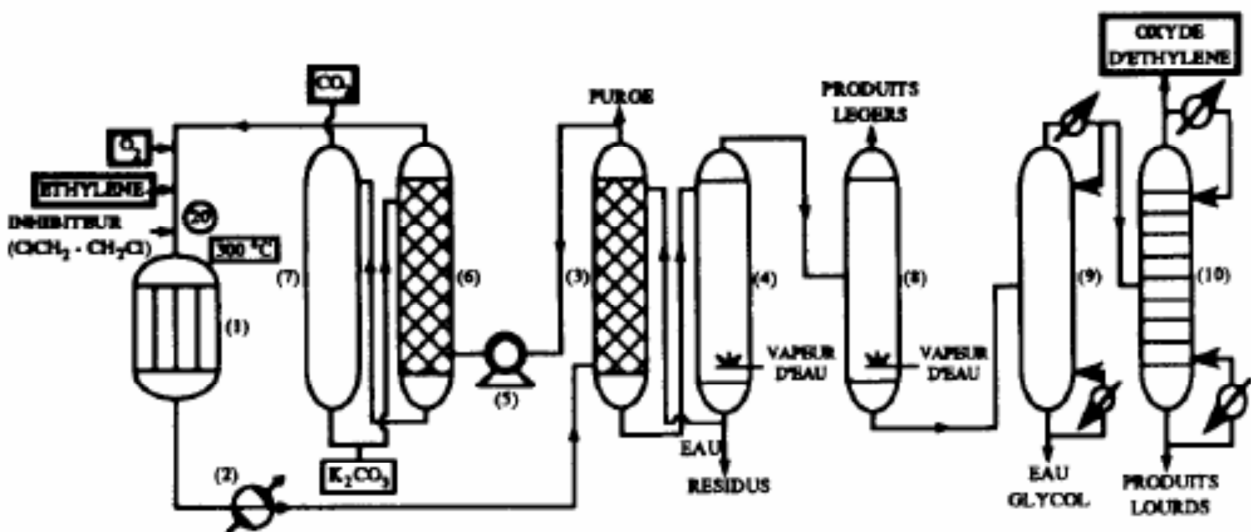 OXYDE
D'ETHYLENE
CO2
PURGE
PRODUITS
LEGERS
O2
ETHYLENE
20
INHIBITEUR
(ClCH2 - CH2Cl)
300 °C
(7)
(6)
(3)
(4)
(8)
(9)
(10)
(1)
VAPEUR
D'EAU
VAPEUR
D'EAU
(5)
EAU
(2)
K2CO3
RESIDUS
EAU
GLYCOL
PRODUITS
LOURDS